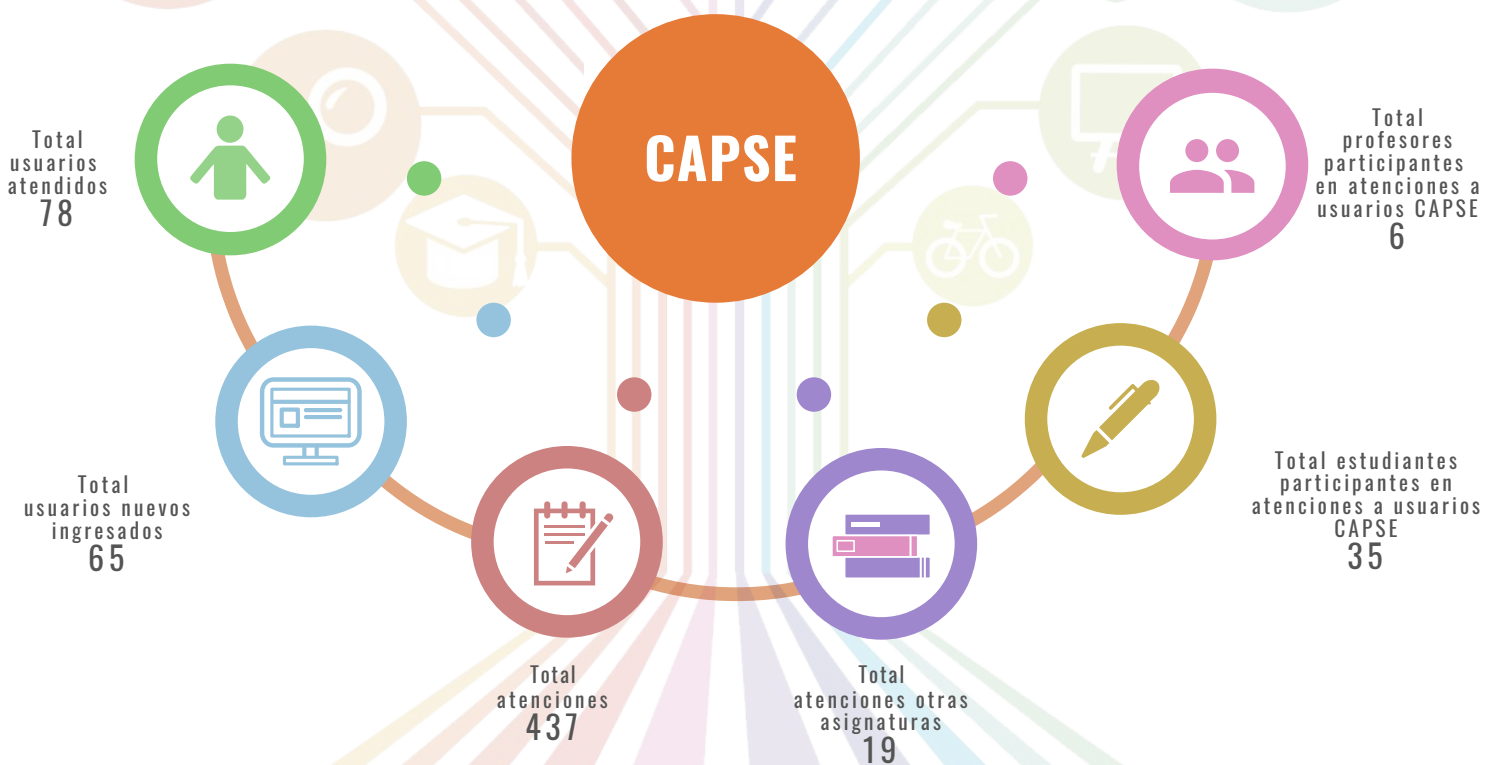 CAPSE
Total
usuarios
atendidos
78
Total
usuarios nuevos
ingresados
65
Total
atenciones
437
Total
atenciones otras
asignaturas
19
Total estudiantes
participantes en
atenciones a usuarios
CAPSE
35
Total
profesores
participantes
en atenciones a
usuarios CAPSE
6